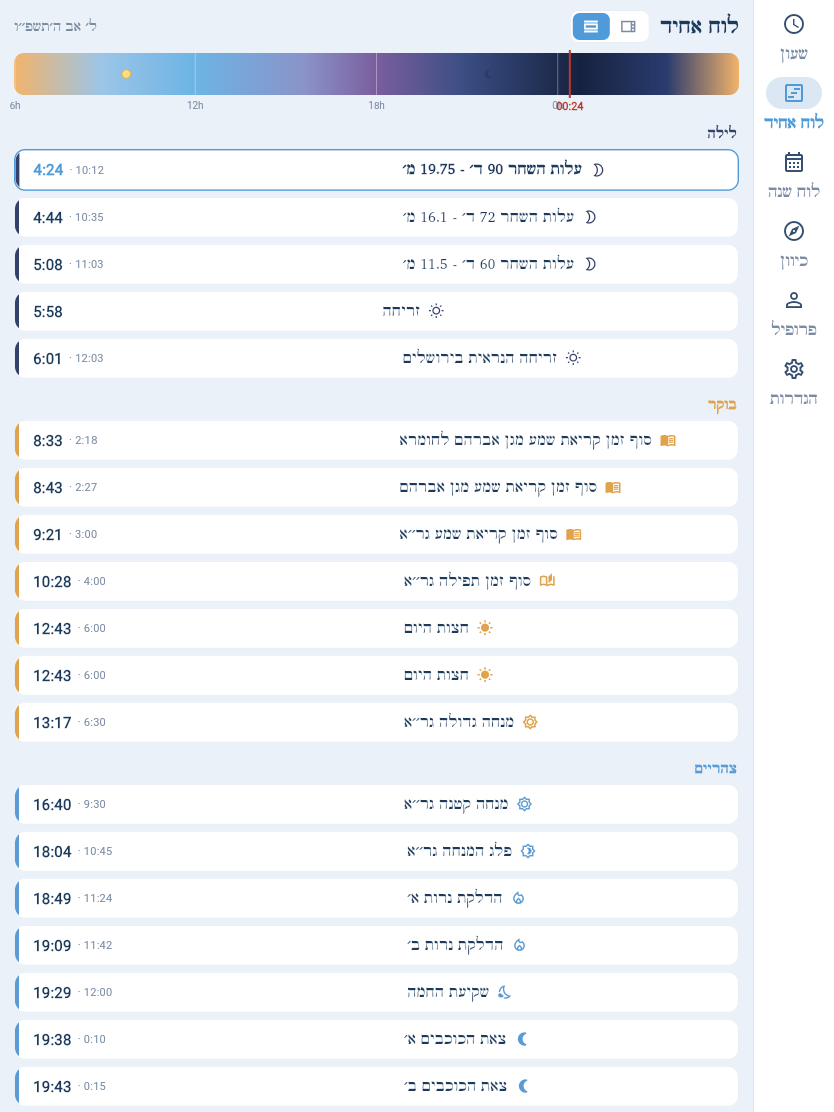 לוח אחיד
ל׳ אב ה׳תשפ״ו
6h 12h 18h 00:24
לילה
עלות השחר 90 ד׳ - 19.75 מ׳ 4:24 · 10:12
עלות השחר 72 ד׳ - 16.1 מ׳ 4:44 · 10:35
עלות השחר 60 ד׳ - 11.5 מ׳ 5:08 · 11:03
זריחה 5:58
זריחה הנראית בירושלים 6:01 · 12:03
בוקר
סוף זמן קריאת שמע מגן אברהם לחומרא 8:33 · 2:18
סוף זמן קריאת שמע מגן אברהם 8:43 · 2:27
סוף זמן קריאת שמע גר״א 9:21 · 3:00
סוף זמן תפילה גר״א 10:28 · 4:00
חצות היום 12:43 · 6:00
חצות היום 12:43 · 6:00
מנחה גדולה גר״א 13:17 · 6:30
צהריים
מנחה קטנה גר״א 16:40 · 9:30
פלג המנחה גר״א 18:04 · 10:45
הדלקת נרות א׳ 18:49 · 11:24
הדלקת נרות ב׳ 19:09 · 11:42
שקיעת החמה 19:29 · 12:00
צאת הכוכבים א׳ 19:38 · 0:10
צאת הכוכבים ב׳ 19:43 · 0:15
שעון
לוח אחיד
לוח שנה
כיוון
פרופיל
הגדרות